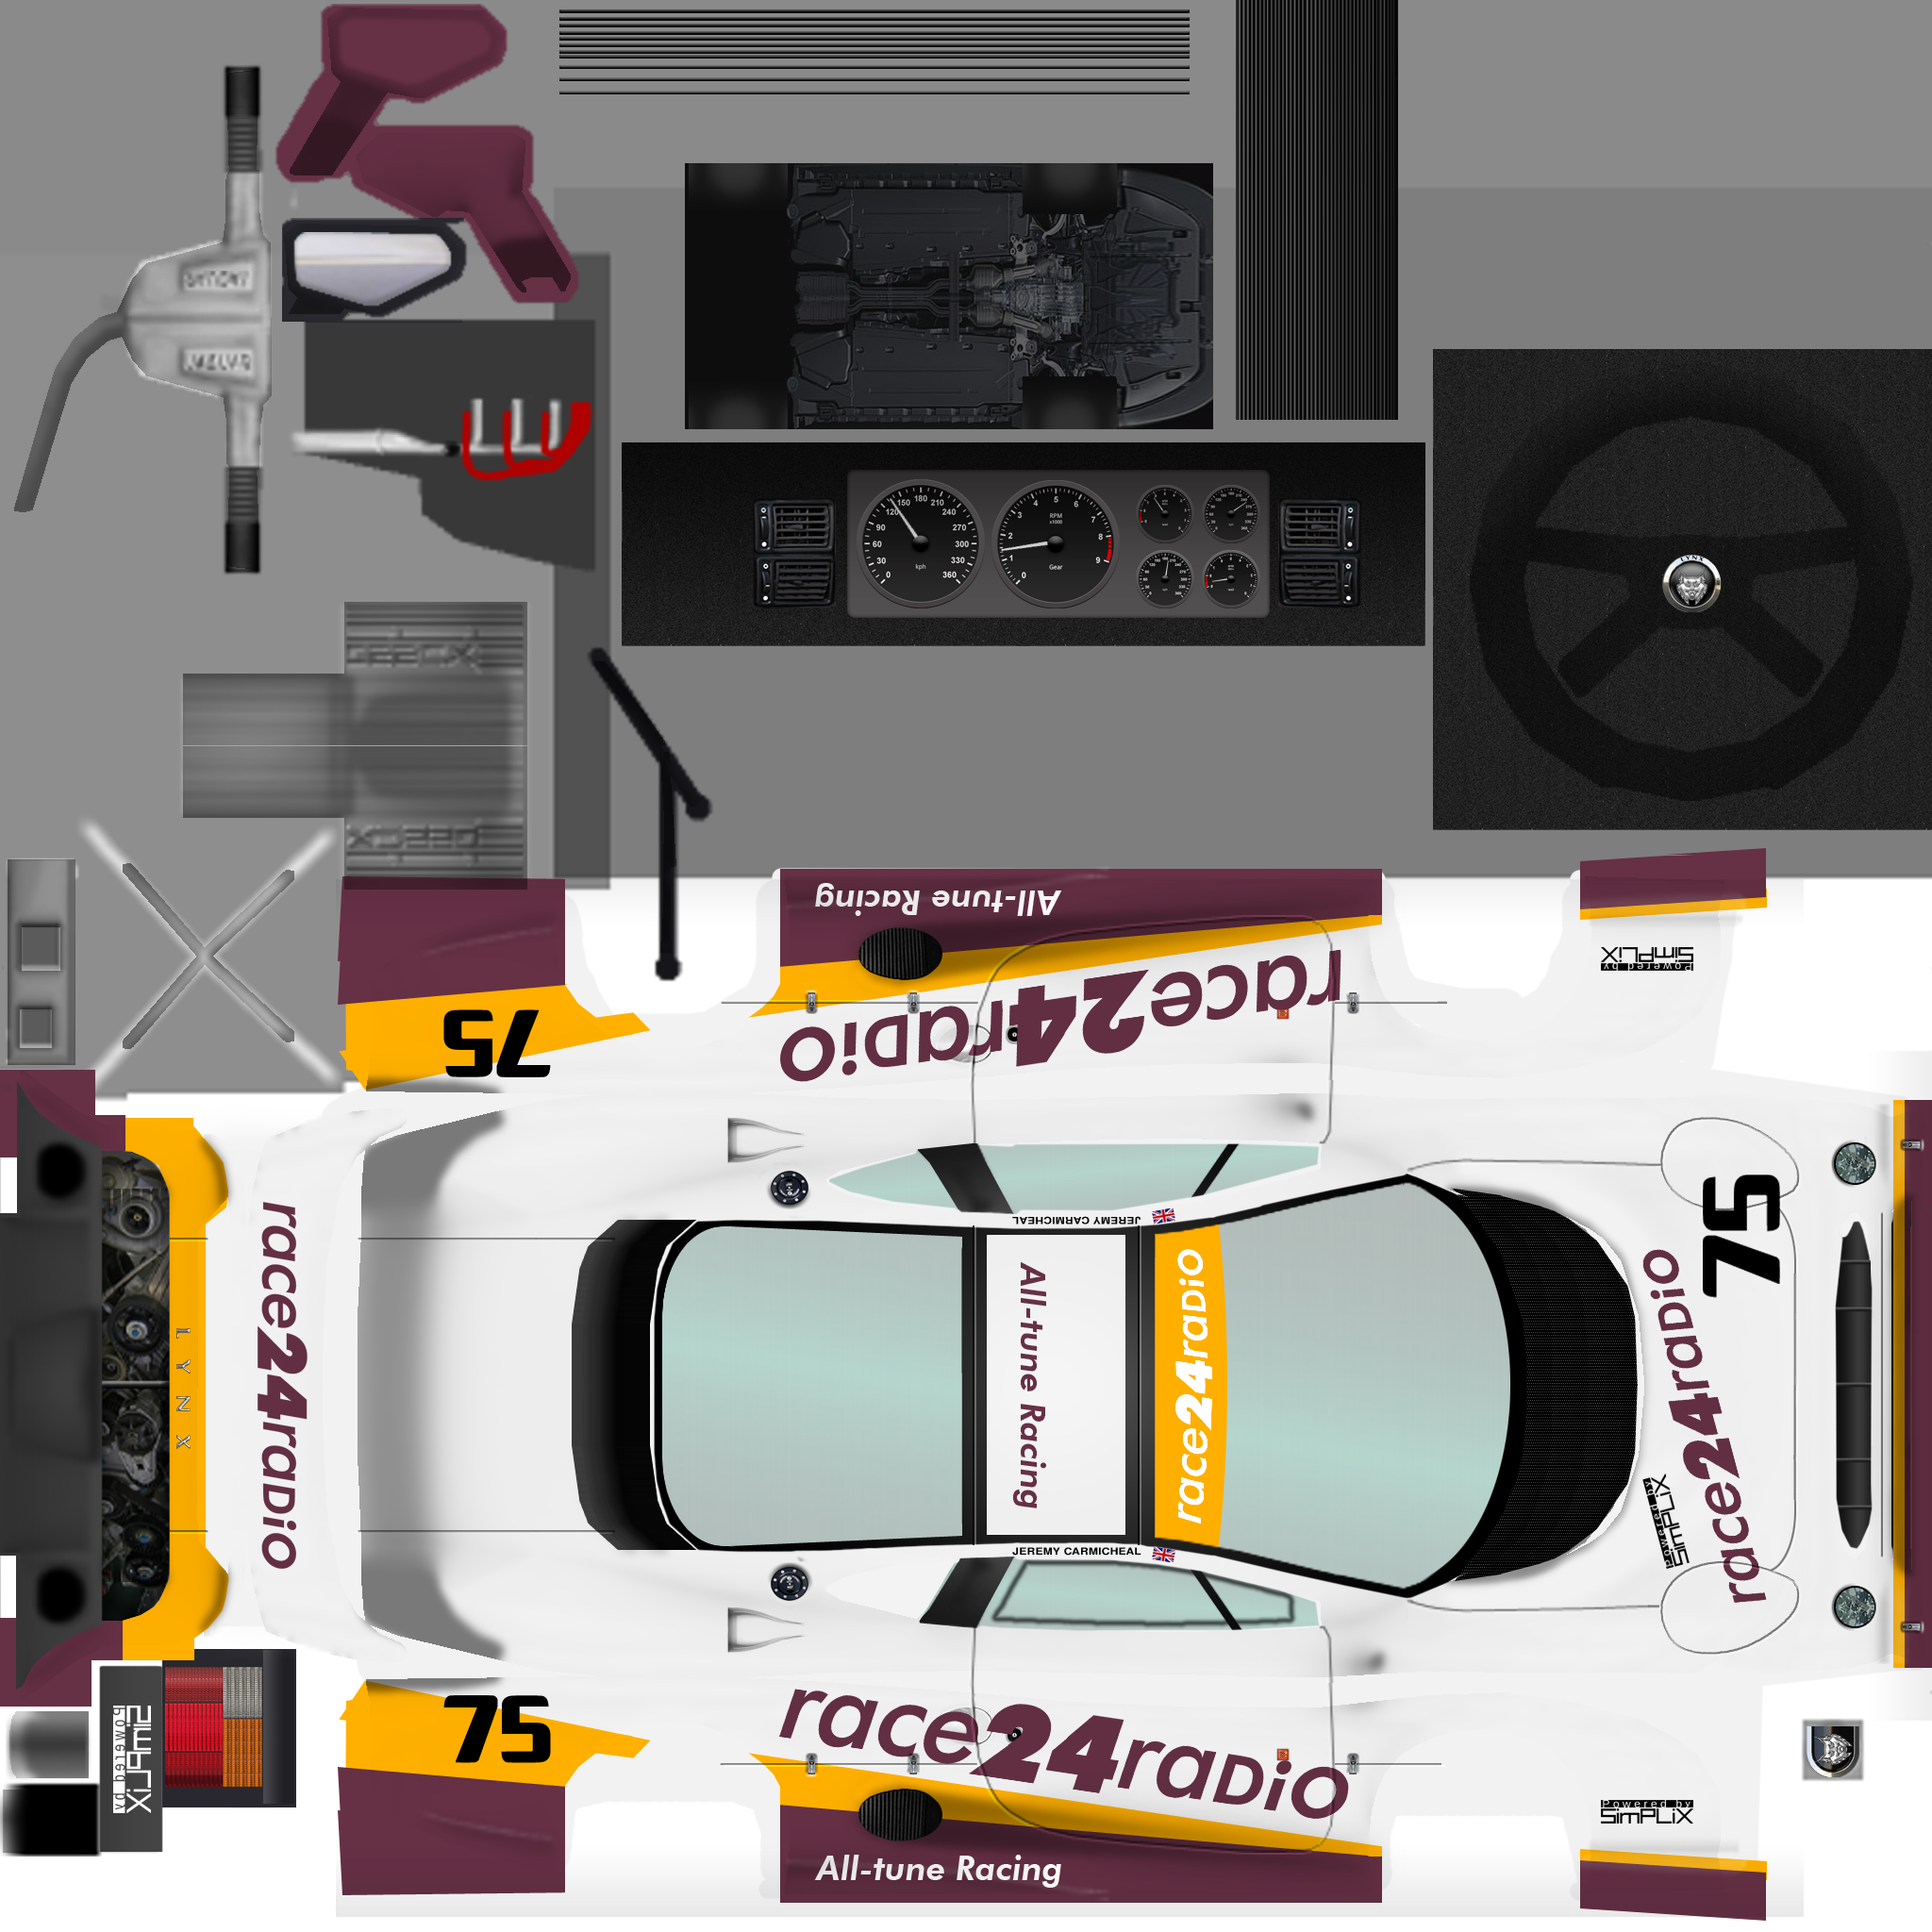 120 150 180 210 240
90 270
60 300
30 330
0 kph 360
4 5 6
3 RPM x1000 7
2 8
1 9
0 Gear
LYNX
All-tune Racing
race24radio
Powered by
SimPLiX
75
75
JEREMY CARMICHEAL
race24radio
LYNX
All-tune Racing
race24radio
race24radio
Powered by
SimPLiX
JEREMY CARMICHEAL
Powered by
SimPLiX
75
race24radio
Powered by
SimPLiX
All-tune Racing